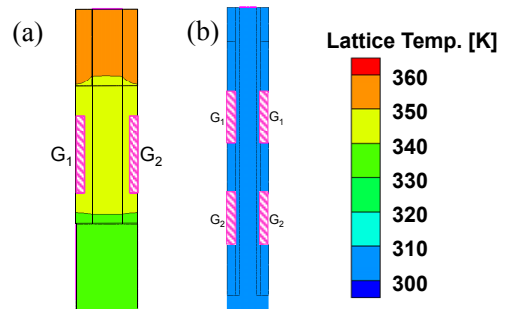 (a)
(b)
Lattice Temp. [K]
G1 G2
G1 G1
G2 G2
360
350
340
330
320
310
300